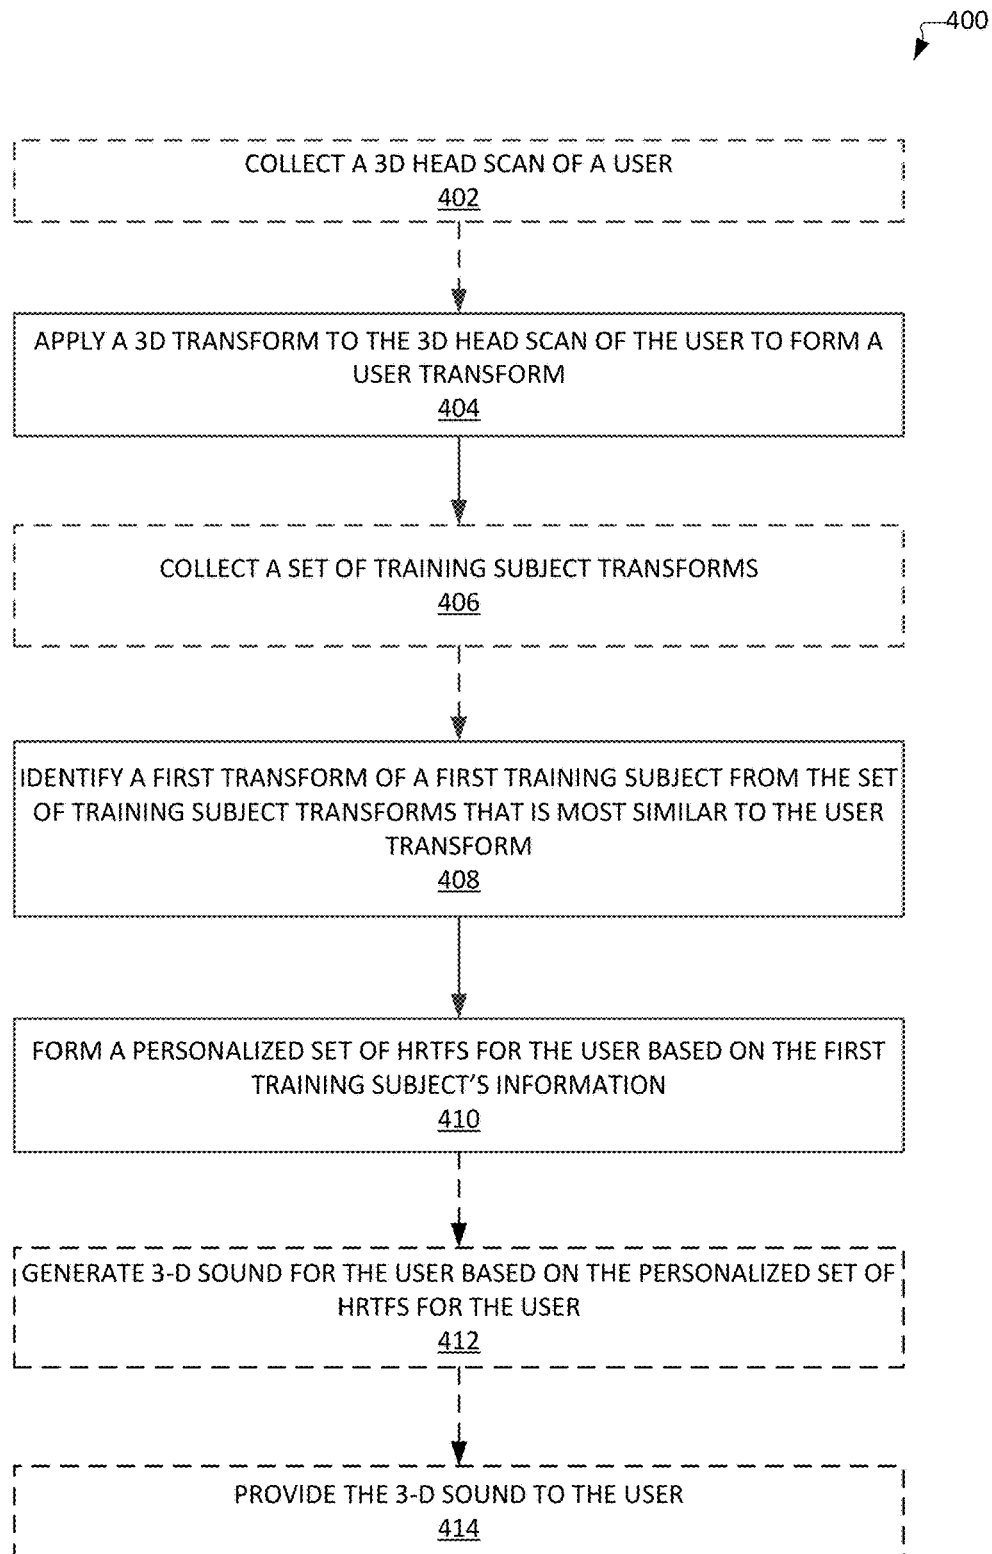 400
COLLECT A 3D HEAD SCAN OF A USER
402
APPLY A 3D TRANSFORM TO THE 3D HEAD SCAN OF THE USER TO FORM A
USER TRANSFORM
404
COLLECT A SET OF TRAINING SUBJECT TRANSFORMS
406
IDENTIFY A FIRST TRANSFORM OF A FIRST TRAINING SUBJECT FROM THE SET
OF TRAINING SUBJECT TRANSFORMS THAT IS MOST SIMILAR TO THE USER
TRANSFORM
408
FORM A PERSONALIZED SET OF HRTFS FOR THE USER BASED ON THE FIRST
TRAINING SUBJECT'S INFORMATION
410
GENERATE 3-D SOUND FOR THE USER BASED ON THE PERSONALIZED SET OF
HRTFS FOR THE USER
412
PROVIDE THE 3-D SOUND TO THE USER
414